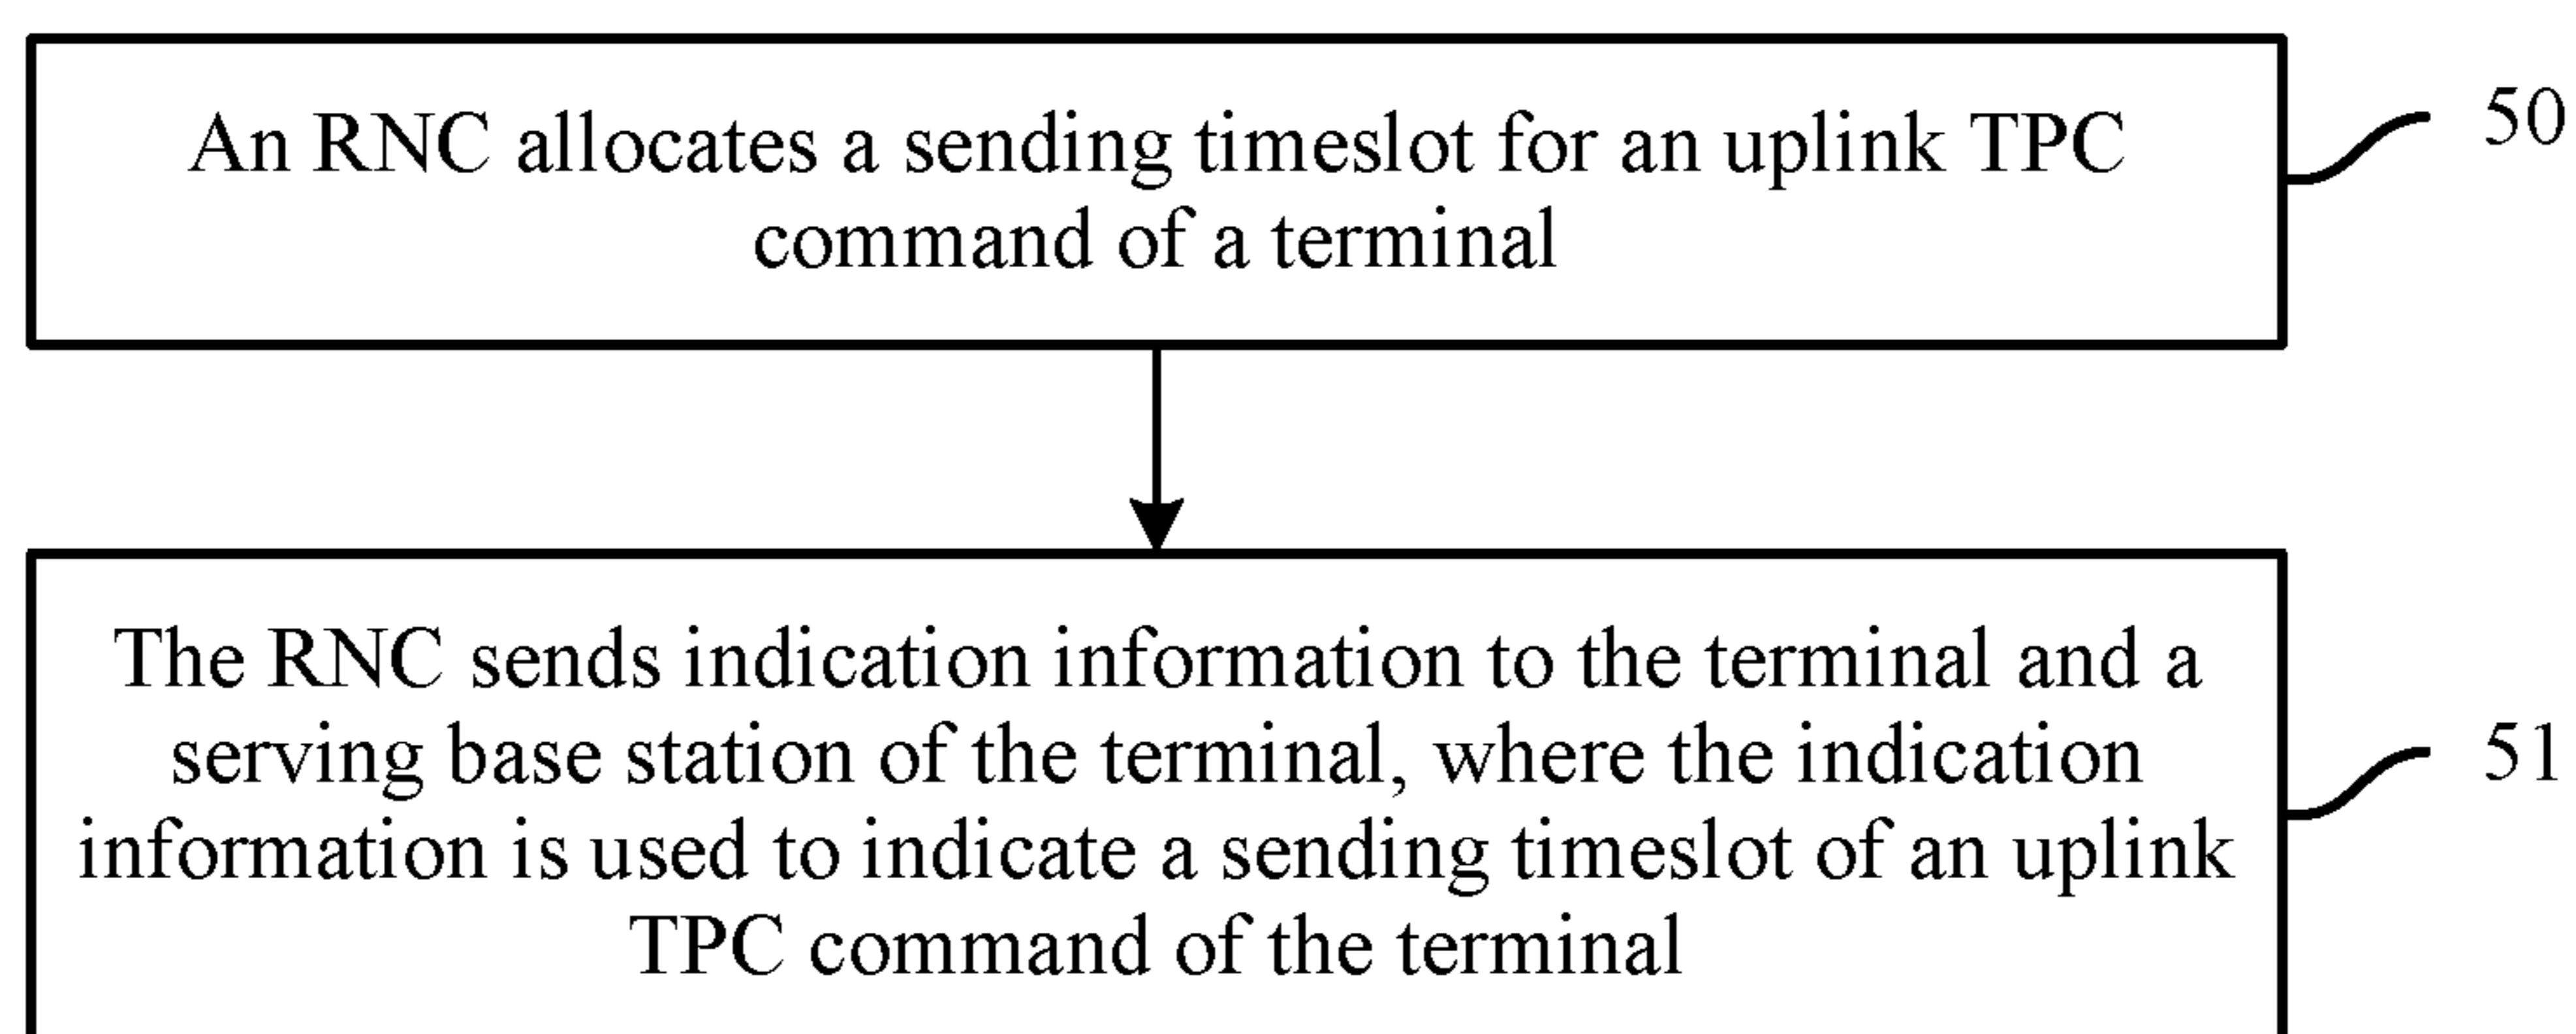 An RNC allocates a sending timeslot for an uplink TPC
command of a terminal
50
The RNC sends indication information to the terminal and a
serving base station of the terminal, where the indication
information is used to indicate a sending timeslot of an uplink
TPC command of the terminal
51